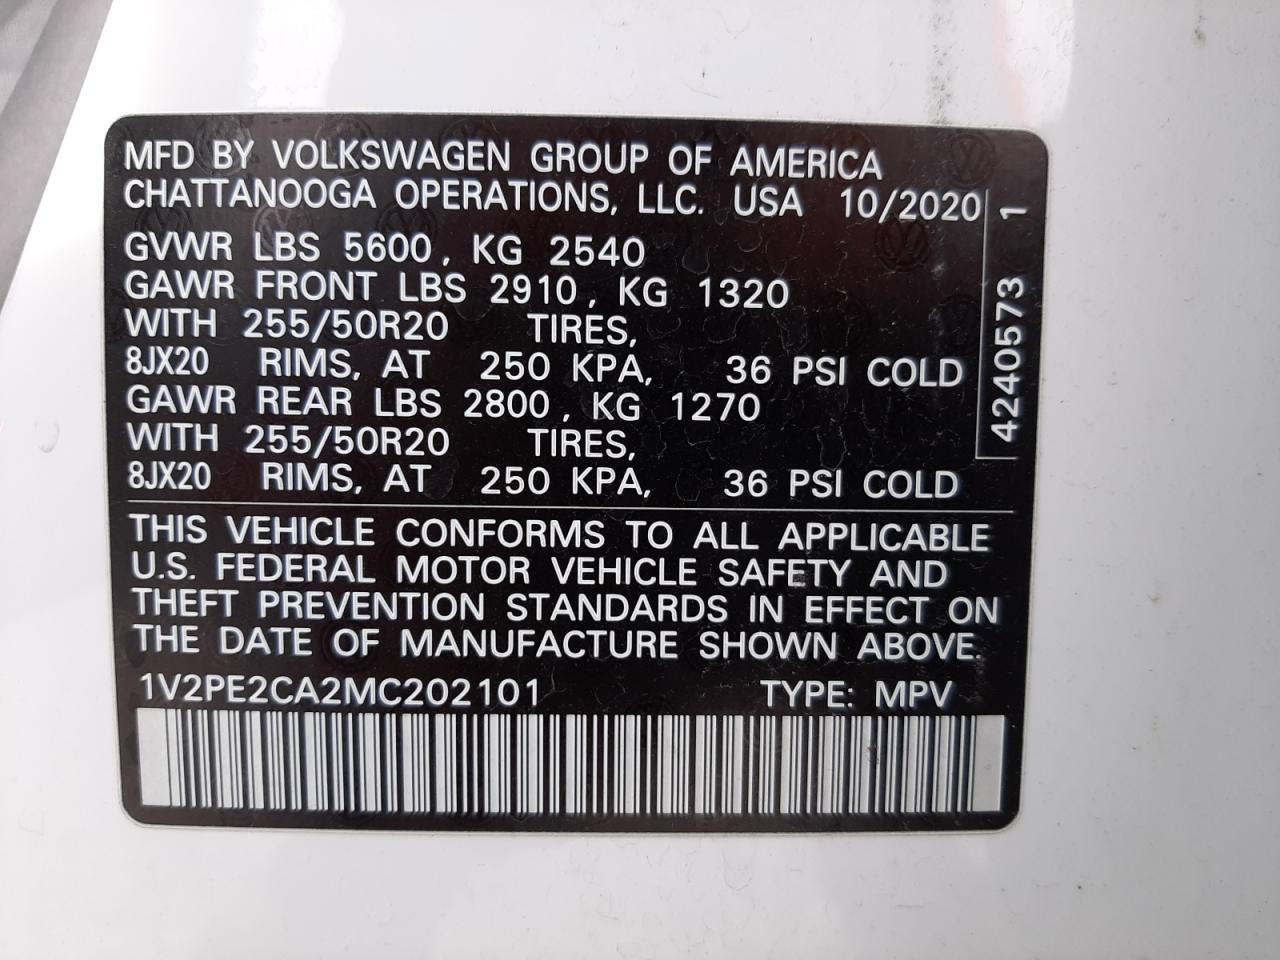 MFD BY VOLKSWAGEN GROUP OF AMERICA
CHATTANOOGA OPERATIONS, LLC. USA 10/2020
GVWR LBS 5600, KG 2540
GAWR FRONT LBS 2910, KG 1320
WITH 255/50R20 TIRES,
8JX20 RIMS, AT 250 KPA, 36 PSI COLD
GAWR REAR LBS 2800, KG 1270
WITH 255/50R20 TIRES,
8JX20 RIMS, AT 250 KPA, 36 PSI COLD
4240573 1
THIS VEHICLE CONFORMS TO ALL APPLICABLE
U.S. FEDERAL MOTOR VEHICLE SAFETY AND
THEFT PREVENTION STANDARDS IN EFFECT ON
THE DATE OF MANUFACTURE SHOWN ABOVE.
1V2PE2CA2MC202101 TYPE: MPV